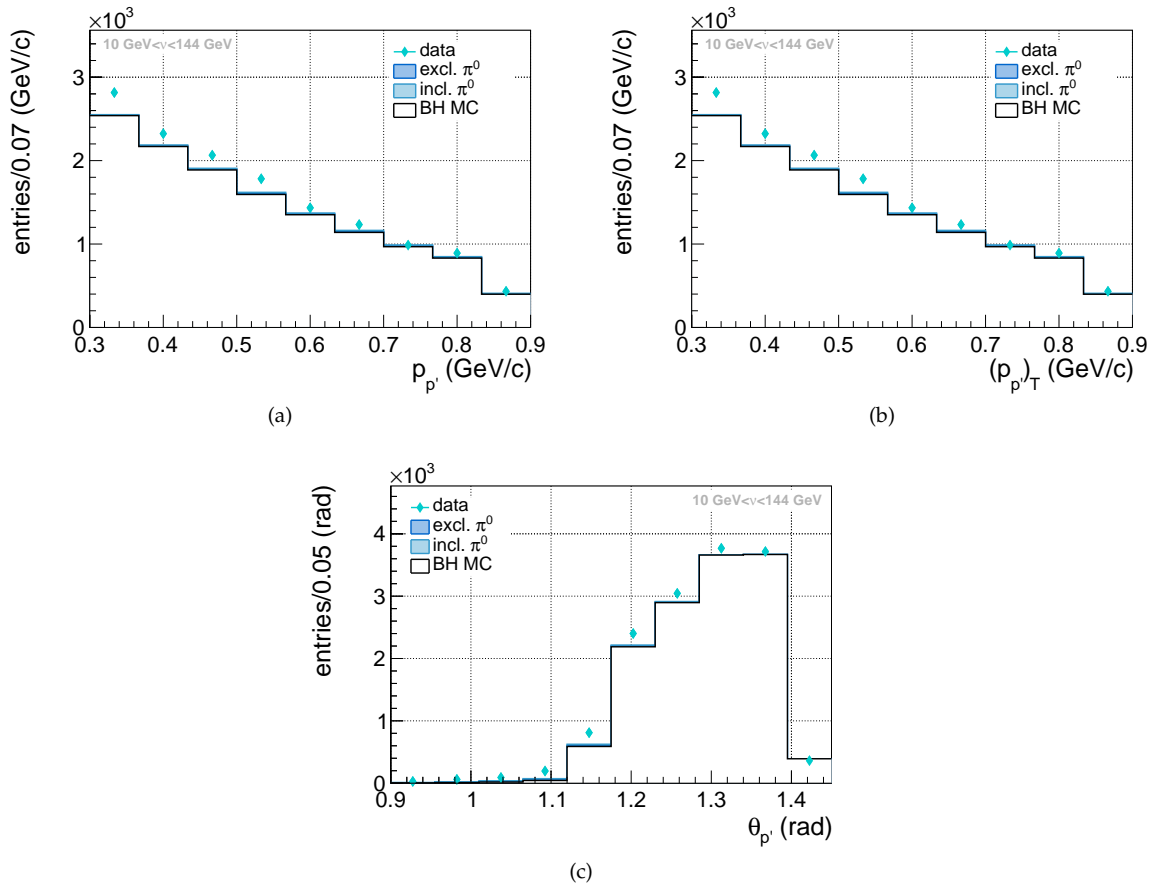 ×10³
entries/0.07 (GeV/c)
10 GeV<ν<144 GeV
data
excl. π⁰
incl. π⁰
BH MC
3
2
1
0
0.3 0.4 0.5 0.6 0.7 0.8 0.9
p_p' (GeV/c)
(a)
×10³
entries/0.07 (GeV/c)
10 GeV<ν<144 GeV
data
excl. π⁰
incl. π⁰
BH MC
3
2
1
0
0.3 0.4 0.5 0.6 0.7 0.8 0.9
(p_p')_T (GeV/c)
(b)
×10³
entries/0.05 (rad)
10 GeV<ν<144 GeV
data
excl. π⁰
incl. π⁰
BH MC
4
3
2
1
0
0.9 1 1.1 1.2 1.3 1.4
θ_p' (rad)
(c)